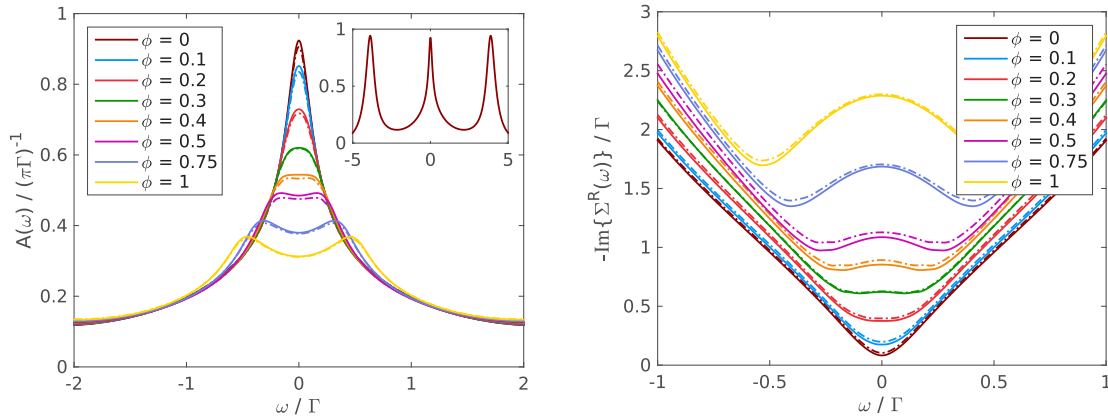 1
0.8
0.6
0.4
0.2
0
-2
-1
0
1
2
A(ω) / (πΓ)⁻¹
ω / Γ
ϕ = 0
ϕ = 0.1
ϕ = 0.2
ϕ = 0.3
ϕ = 0.4
ϕ = 0.5
ϕ = 0.75
ϕ = 1
1
0.5
0
-5
0
5
3
2.5
2
1.5
1
0.5
0
-1
-0.5
0
0.5
1
-Im{Σᴿ(ω)} / Γ
ω / Γ
ϕ = 0
ϕ = 0.1
ϕ = 0.2
ϕ = 0.3
ϕ = 0.4
ϕ = 0.5
ϕ = 0.75
ϕ = 1